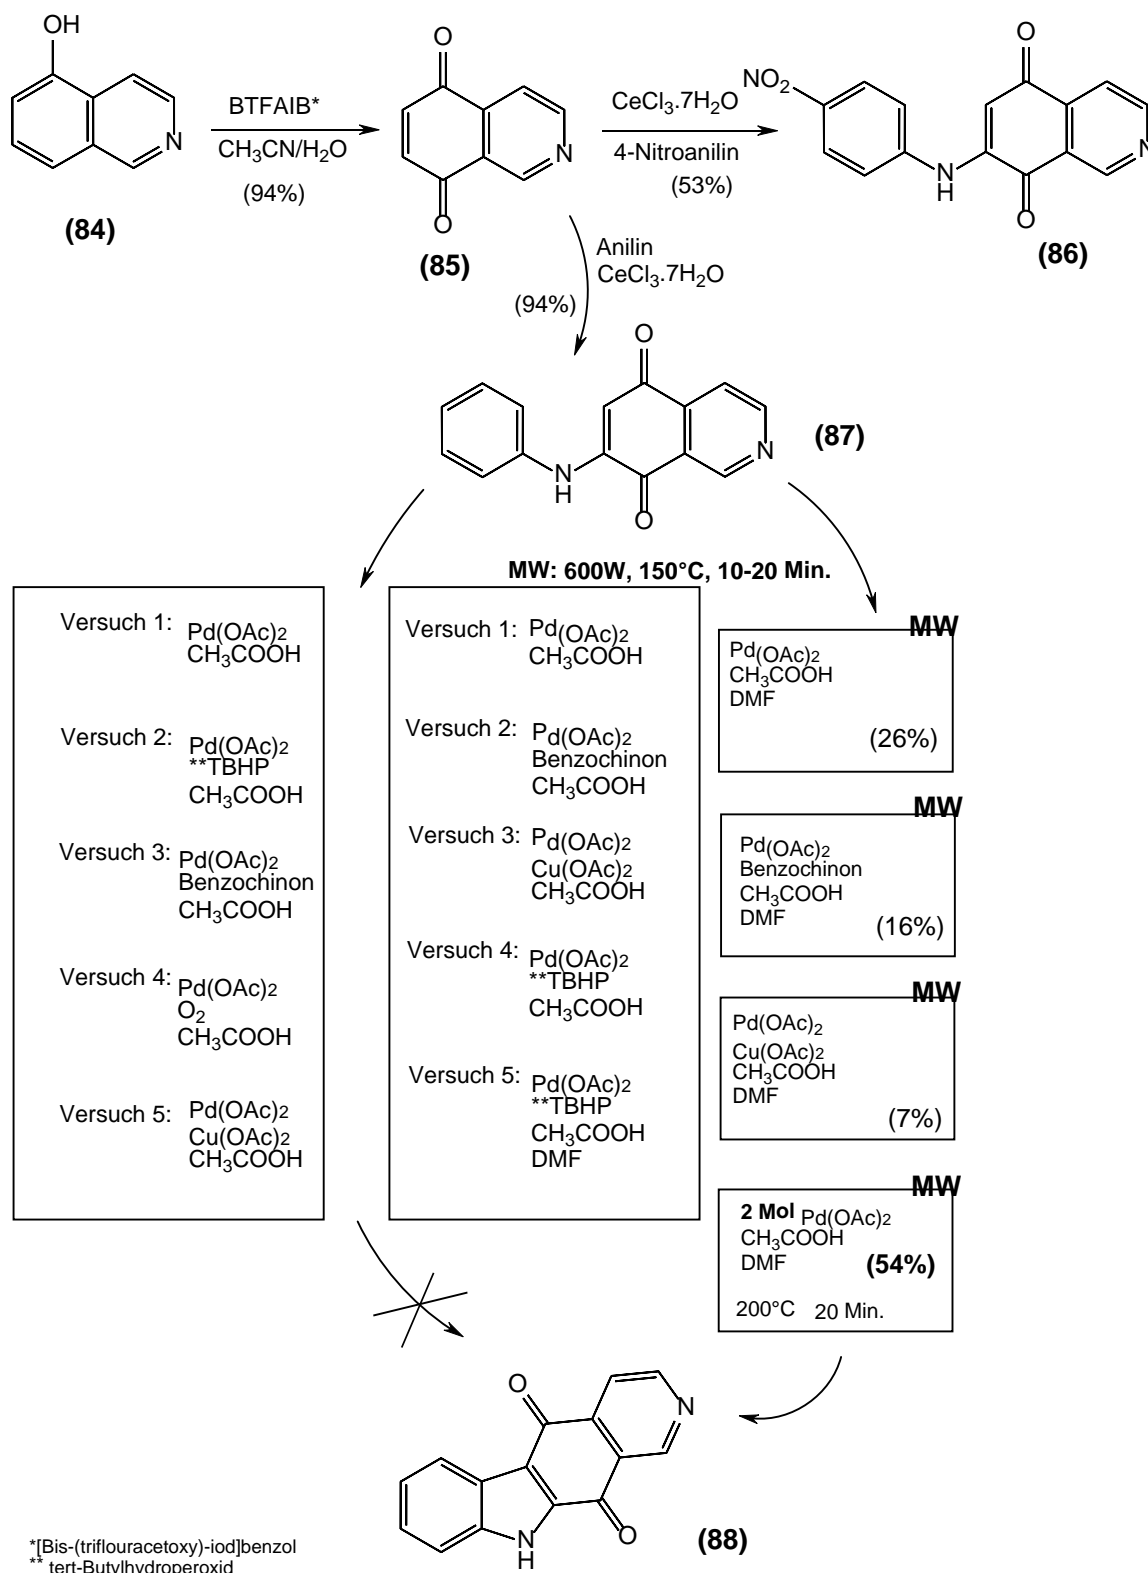 OH
BTFAIB*
CH3CN/H2O
(94%)
N
(84)
O
O
N
(85)
CeCl3.7H2O
4-Nitroanilin
(53%)
NO2
O
N
H
O
N
(86)
Anilin
CeCl3.7H2O
(94%)
O
N
H
O
N
(87)
MW: 600W, 150°C, 10-20 Min.
Versuch 1: Pd(OAc)2
CH3COOH
Versuch 2: Pd(OAc)2
**TBHP
CH3COOH
Versuch 3: Pd(OAc)2
Benzochinon
CH3COOH
Versuch 4: Pd(OAc)2
O2
CH3COOH
Versuch 5: Pd(OAc)2
Cu(OAc)2
CH3COOH
Versuch 1: Pd(OAc)2
CH3COOH
Versuch 2: Pd(OAc)2
Benzochinon
CH3COOH
Versuch 3: Pd(OAc)2
Cu(OAc)2
CH3COOH
Versuch 4: Pd(OAc)2
**TBHP
CH3COOH
Versuch 5: Pd(OAc)2
**TBHP
CH3COOH
DMF
MW
Pd(OAc)2
CH3COOH
DMF
(26%)
MW
Pd(OAc)2
Benzochinon
CH3COOH
DMF
(16%)
MW
Pd(OAc)2
Cu(OAc)2
CH3COOH
DMF
(7%)
MW
2 Mol Pd(OAc)2
CH3COOH
DMF
(54%)
200°C 20 Min.
O
N
N
H
O
(88)
*[Bis-(triflouracetoxy)-iod]benzol
** tert-Butylhydroperoxid